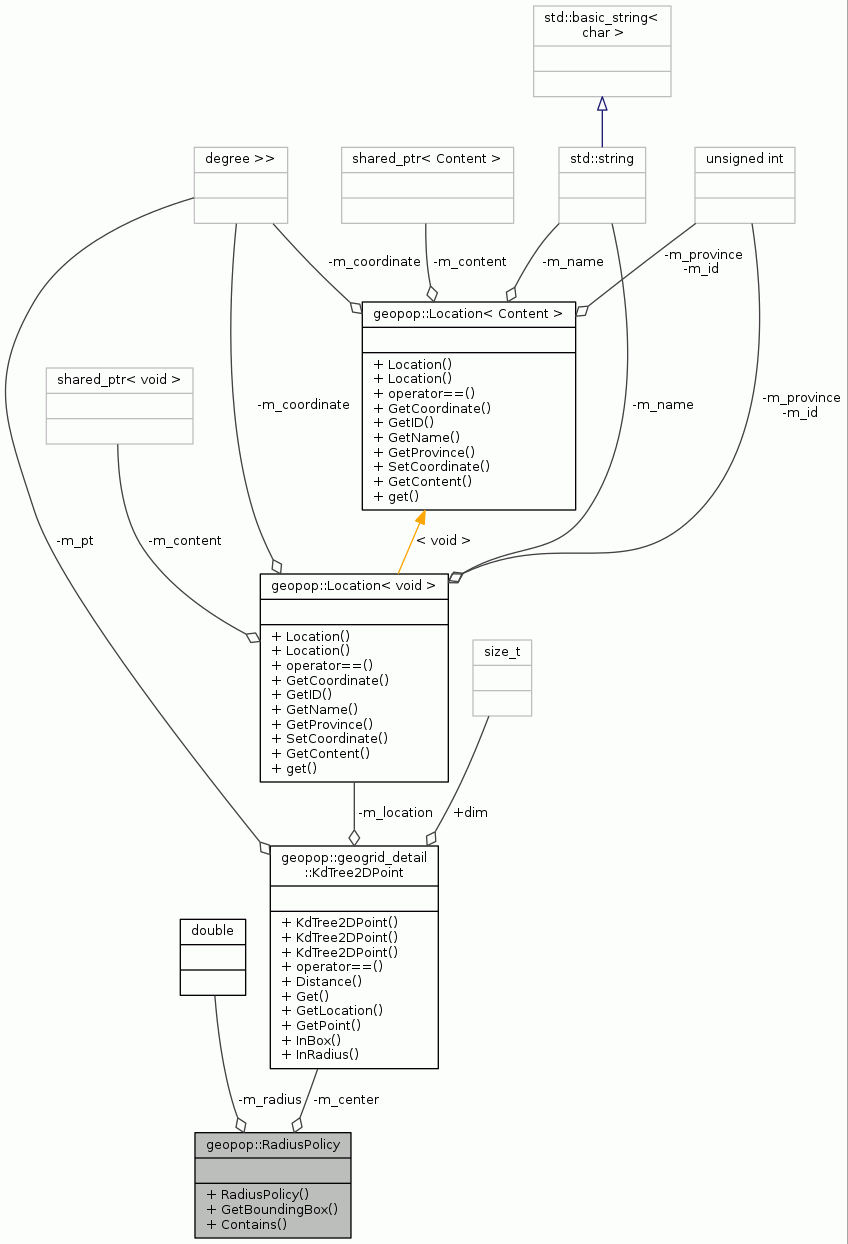 std::basic_string<
char >
degree >>
shared_ptr< Content >
std::string
unsigned int
-m_coordinate
-m_content
-m_name
-m_province
-m_id
geopop::Location< Content >
+ Location()
+ Location()
+ operator==()
+ GetCoordinate()
+ GetID()
+ GetName()
+ GetProvince()
+ SetCoordinate()
+ GetContent()
+ get()
shared_ptr< void >
-m_coordinate
-m_name
-m_province
-m_id
-m_pt
-m_content
< void >
geopop::Location< void >
+ Location()
+ Location()
+ operator==()
+ GetCoordinate()
+ GetID()
+ GetName()
+ GetProvince()
+ SetCoordinate()
+ GetContent()
+ get()
size_t
-m_location
+dim
geopop::geogrid_detail
::KdTree2DPoint
+ KdTree2DPoint()
+ KdTree2DPoint()
+ KdTree2DPoint()
+ operator==()
+ Distance()
+ Get()
+ GetLocation()
+ GetPoint()
+ InBox()
+ InRadius()
double
-m_radius
-m_center
geopop::RadiusPolicy
+ RadiusPolicy()
+ GetBoundingBox()
+ Contains()